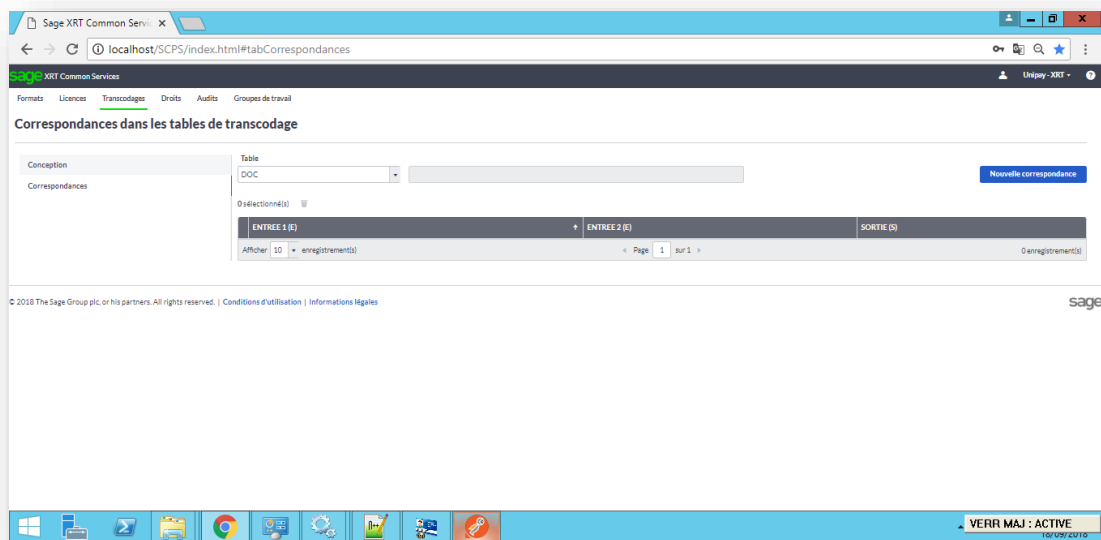 Sage XRT Common Servic
localhost/SCPS/index.html#tabCorrespondances
sage XRT Common Services
Unipay - XRT
Formats Licences Transcodages Droits Audits Groupes de travail
Correspondances dans les tables de transcodage
Conception
Correspondances
Table
DOC
Nouvelle correspondance
0 sélectionné(s)
ENTREE 1 (E) ENTREE 2 (E) SORTIE (S)
Afficher 10 enregistrement(s) Page 1 sur 1 0 enregistrement(s)
© 2018 The Sage Group plc, or his partners. All rights reserved. | Conditions d'utilisation | Informations légales
sage
VERR MAJ : ACTIVE
18/09/2018